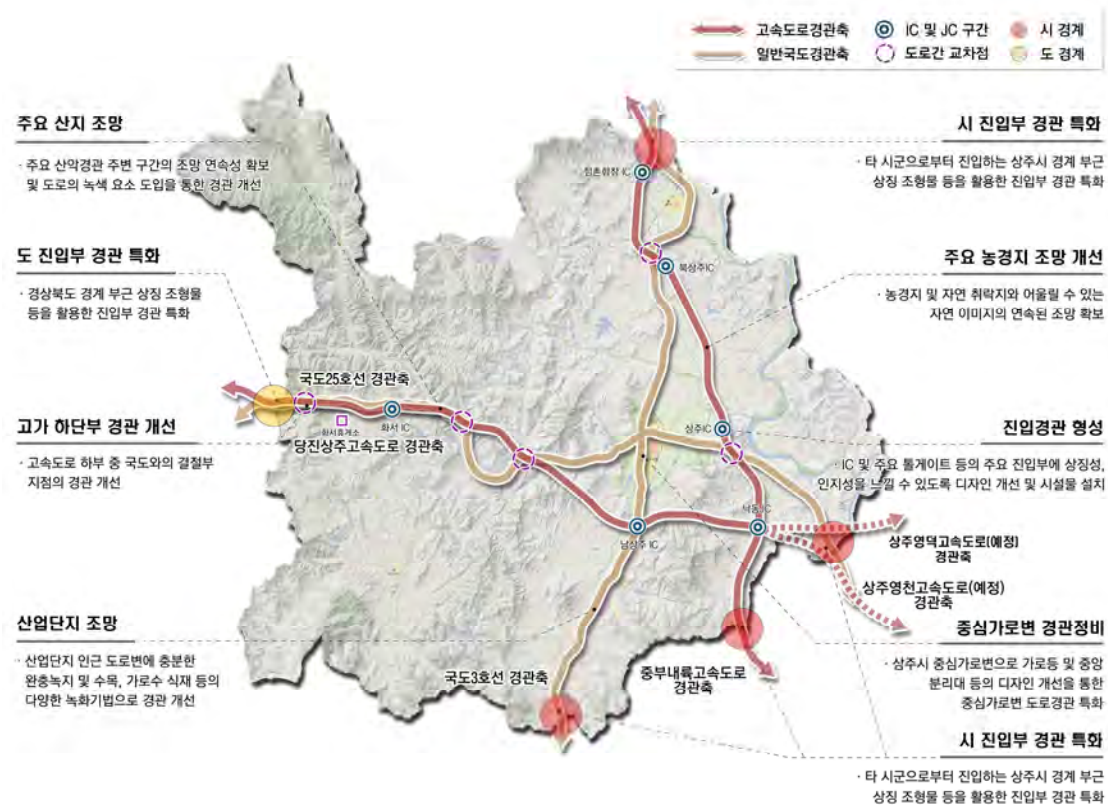 고속도로경관축
IC 및 JC 구간
시 경계
일반국도경관축
도로간 교차점
도 경계
주요 산지 조망
· 주요 산악경관 주변 구간의 조망 연속성 확보
및 도로의 녹색 요소 도입을 통한 경관 개선
도 진입부 경관 특화
· 경상북도 경계 부근 상징 조형물
등을 활용한 진입부 경관 특화
고가 하단부 경관 개선
· 고속도로 하부 중 국도와의 결절부
지점의 경관 개선
산업단지 조망
· 산업단지 인근 도로변에 충분한
완충녹지 및 수목, 가로수 식재 등의
다양한 녹화기법으로 경관 개선
점촌함창 IC
북상주IC
국도25호선 경관축
화서휴게소
화서 IC
당진상주고속도로 경관축
상주IC
낙동 IC
남상주 IC
국도3호선 경관축
중부내륙고속도로
경관축
상주영덕고속도로(예정)
경관축
상주영천고속도로(예정)
경관축
시 진입부 경관 특화
· 타 시군으로부터 진입하는 상주시 경계 부근
상징 조형물 등을 활용한 진입부 경관 특화
주요 농경지 조망 개선
· 농경지 및 자연 취락지와 어울릴 수 있는
자연 이미지의 연속된 조망 확보
진입경관 형성
· IC 및 주요 톨게이트 등의 주요 진입부에 상징성,
인지성을 느낄 수 있도록 디자인 개선 및 시설물 설치
중심가로변 경관정비
· 상주시 중심가로변으로 가로등 및 중앙
분리대 등의 디자인 개선을 통한
중심가로변 도로경관 특화
시 진입부 경관 특화
· 타 시군으로부터 진입하는 상주시 경계 부근
상징 조형물 등을 활용한 진입부 경관 특화